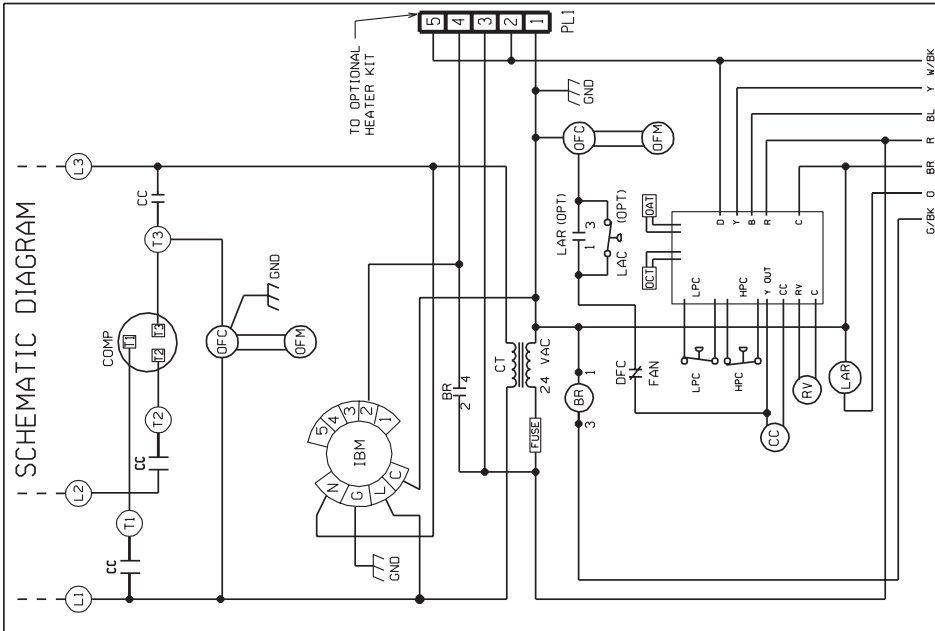 SCHEMATIC DIAGRAM
L1
L2
L3
CC
CC
CC
T1
T2
T3
COMP
T1
T2
T3
OFC
OFM
GND
IBM
5
4
3
2
1
N
G
L
C
GND
BR
2
4
CT
24 VAC
FUSE
TO OPTIONAL
HEATER KIT
5
4
3
2
1
PL1
GND
OFC
OFM
LAR (OPT)
1
3
LAC
(OPT)
BR
1
3
DFC
FAN
OCT
OAT
LPC
HPC
Y OUT
CC
RV
C
D
Y
B
R
C
LPC
HPC
CC
RV
LAR
W/BK
Y
BL
R
BR
O
G/BK